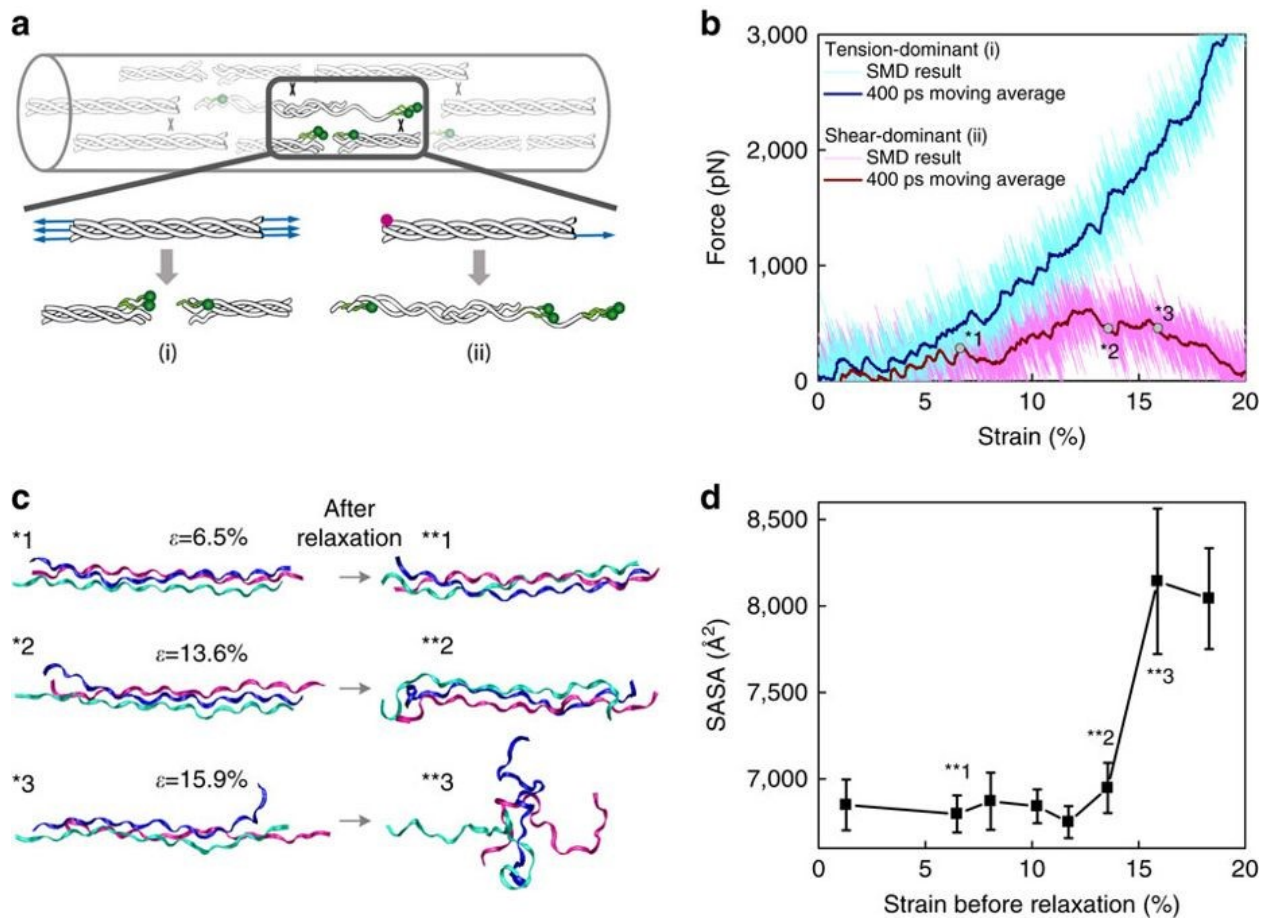 a
(i)
(ii)
b
3,000
2,000
1,000
0
Force (pN)
Tension-dominant (i)
SMD result
400 ps moving average
Shear-dominant (ii)
SMD result
400 ps moving average
*1
*2
*3
0
5
10
15
20
Strain (%)
c
After
relaxation
*1
ε=6.5%
**1
*2
ε=13.6%
**2
*3
ε=15.9%
**3
d
8,500
8,000
7,500
7,000
SASA (Å²)
**1
**2
**3
0
5
10
15
20
Strain before relaxation (%)